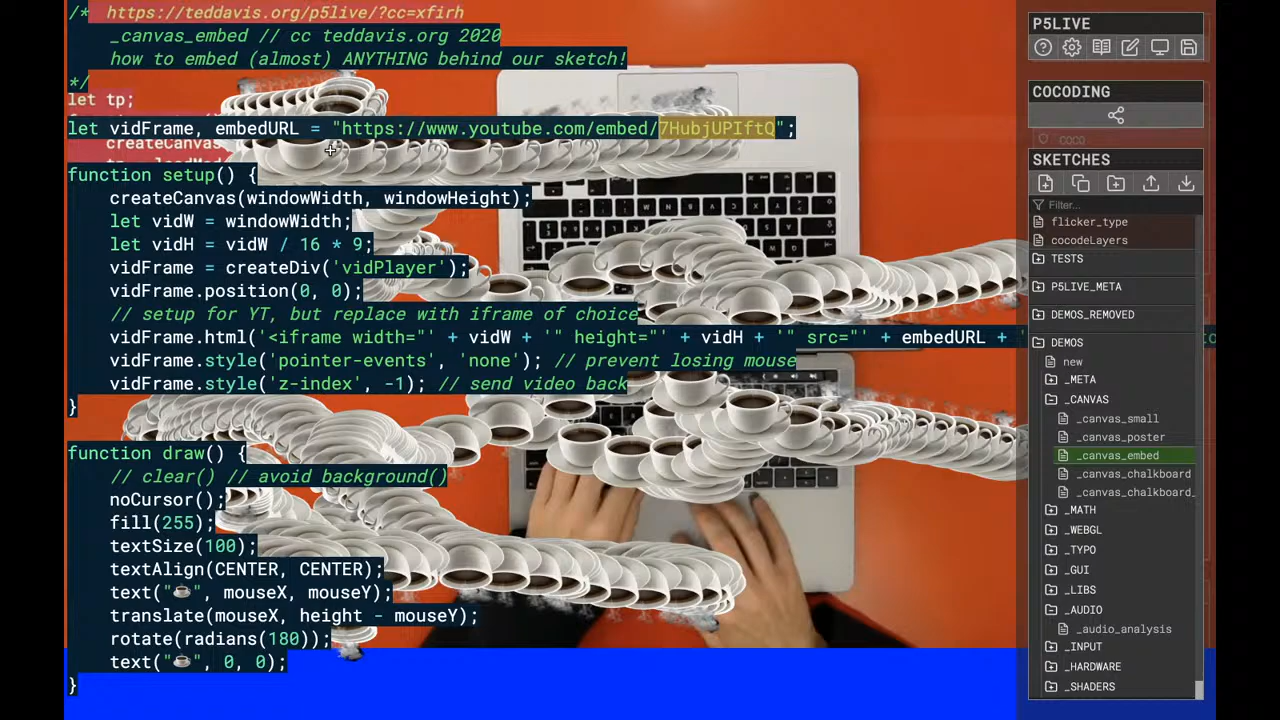 /* https://teddavis.org/p5live/?cc=xfirh
_canvas_embed // cc teddavis.org 2020
how to embed (almost) ANYTHING behind our sketch!
*/
let tp;
let vidFrame, embedURL = "https://www.youtube.com/embed/7HubjUPIftQ";
createCanvas
function setup() {
createCanvas(windowWidth, windowHeight);
let vidW = windowWidth;
let vidH = vidW / 16 * 9;
vidFrame = createDiv('vidPlayer');
vidFrame.position(0, 0);
// setup for YT, but replace with iframe of choice
vidFrame.html('<iframe width="' + vidW + '" height="' + vidH + '" src="' + embedURL +
vidFrame.style('pointer-events', 'none'); // prevent losing mouse
vidFrame.style('z-index', -1); // send video back
}
function draw() {
// clear() // avoid background()
noCursor();
fill(255);
textSize(100);
textAlign(CENTER, CENTER);
text("☕", mouseX, mouseY);
translate(mouseX, height - mouseY);
rotate(radians(180));
text("☕", 0, 0);
}
P5LIVE
COCODING
COCO
SKETCHES
Filter...
flicker_type
cocodeLayers
TESTS
P5LIVE_META
DEMOS_REMOVED
DEMOS
new
_META
_CANVAS
_canvas_small
_canvas_poster
_canvas_embed
_canvas_chalkboard
_canvas_chalkboard_
_MATH
_WEBGL
_TYPO
_GUI
_LIBS
_AUDIO
_audio_analysis
_INPUT
_HARDWARE
_SHADERS